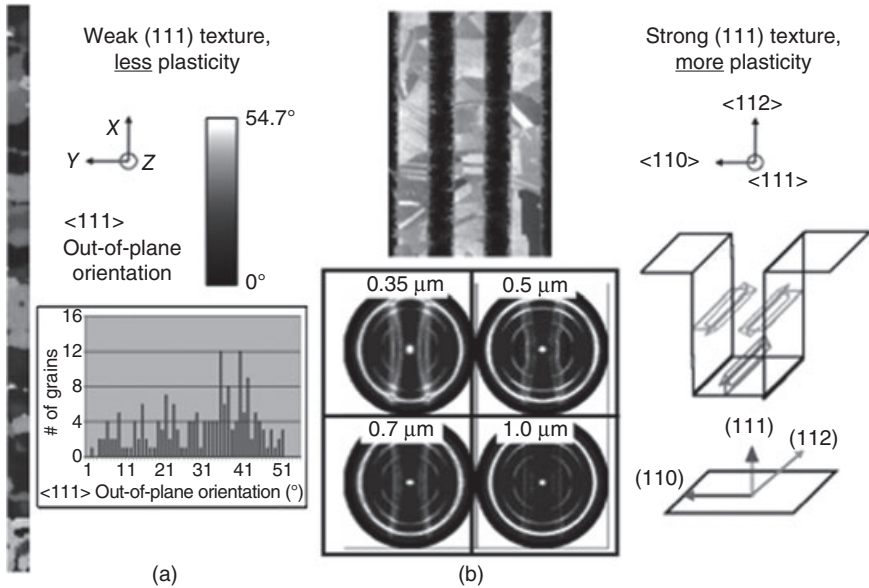 Weak (111) texture,
less plasticity
X
Y
Z
54.7°
0°
<111>
Out-of-plane
orientation
16
12
8
4
0
# of grains
1 11 21 31 41 51
<111> Out-of-plane orientation (°)
(a)
0.35 μm
0.5 μm
0.7 μm
1.0 μm
(b)
Strong (111) texture,
more plasticity
<112>
<110>
<111>
(111)
(112)
(110)